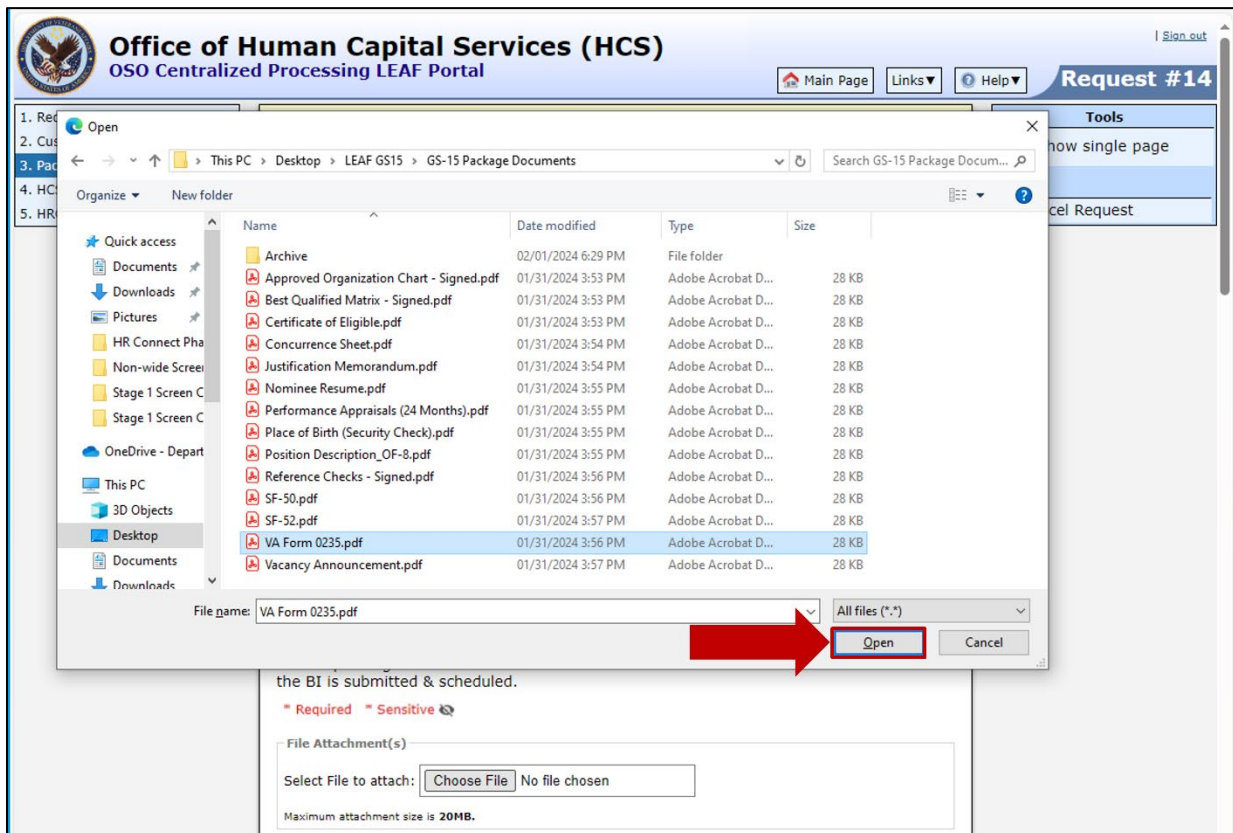 Office of Human Capital Services (HCS)
OSO Centralized Processing LEAF Portal
| Sign out
Main Page
Links▼
Help▼
Request #14
1. Rec
2. Cus
3. Pac
4. HCS
5. HR
Open
This PC > Desktop > LEAF GS15 > GS-15 Package Documents
Search GS-15 Package Docum...
Organize
New folder
Name Date modified Type Size
Quick access
Documents
Downloads
Pictures
HR Connect Pha
Non-wide Screen
Stage 1 Screen C
Stage 1 Screen C
OneDrive - Depart
This PC
3D Objects
Desktop
Documents
Downloads
Archive 02/01/2024 6:29 PM File folder
Approved Organization Chart - Signed.pdf 01/31/2024 3:53 PM Adobe Acrobat D... 28 KB
Best Qualified Matrix - Signed.pdf 01/31/2024 3:53 PM Adobe Acrobat D... 28 KB
Certificate of Eligible.pdf 01/31/2024 3:53 PM Adobe Acrobat D... 28 KB
Concurrence Sheet.pdf 01/31/2024 3:54 PM Adobe Acrobat D... 28 KB
Justification Memorandum.pdf 01/31/2024 3:54 PM Adobe Acrobat D... 28 KB
Nominee Resume.pdf 01/31/2024 3:55 PM Adobe Acrobat D... 28 KB
Performance Appraisals (24 Months).pdf 01/31/2024 3:55 PM Adobe Acrobat D... 28 KB
Place of Birth (Security Check).pdf 01/31/2024 3:55 PM Adobe Acrobat D... 28 KB
Position Description_OF-8.pdf 01/31/2024 3:55 PM Adobe Acrobat D... 28 KB
Reference Checks - Signed.pdf 01/31/2024 3:56 PM Adobe Acrobat D... 28 KB
SF-50.pdf 01/31/2024 3:56 PM Adobe Acrobat D... 28 KB
SF-52.pdf 01/31/2024 3:57 PM Adobe Acrobat D... 28 KB
VA Form 0235.pdf 01/31/2024 3:56 PM Adobe Acrobat D... 28 KB
Vacancy Announcement.pdf 01/31/2024 3:57 PM Adobe Acrobat D... 28 KB
File name: VA Form 0235.pdf
All files (*.*)
Open
Cancel
Tools
how single page
cel Request
the BI is submitted & scheduled.
* Required * Sensitive
File Attachment(s)
Select File to attach: Choose File No file chosen
Maximum attachment size is 20MB.